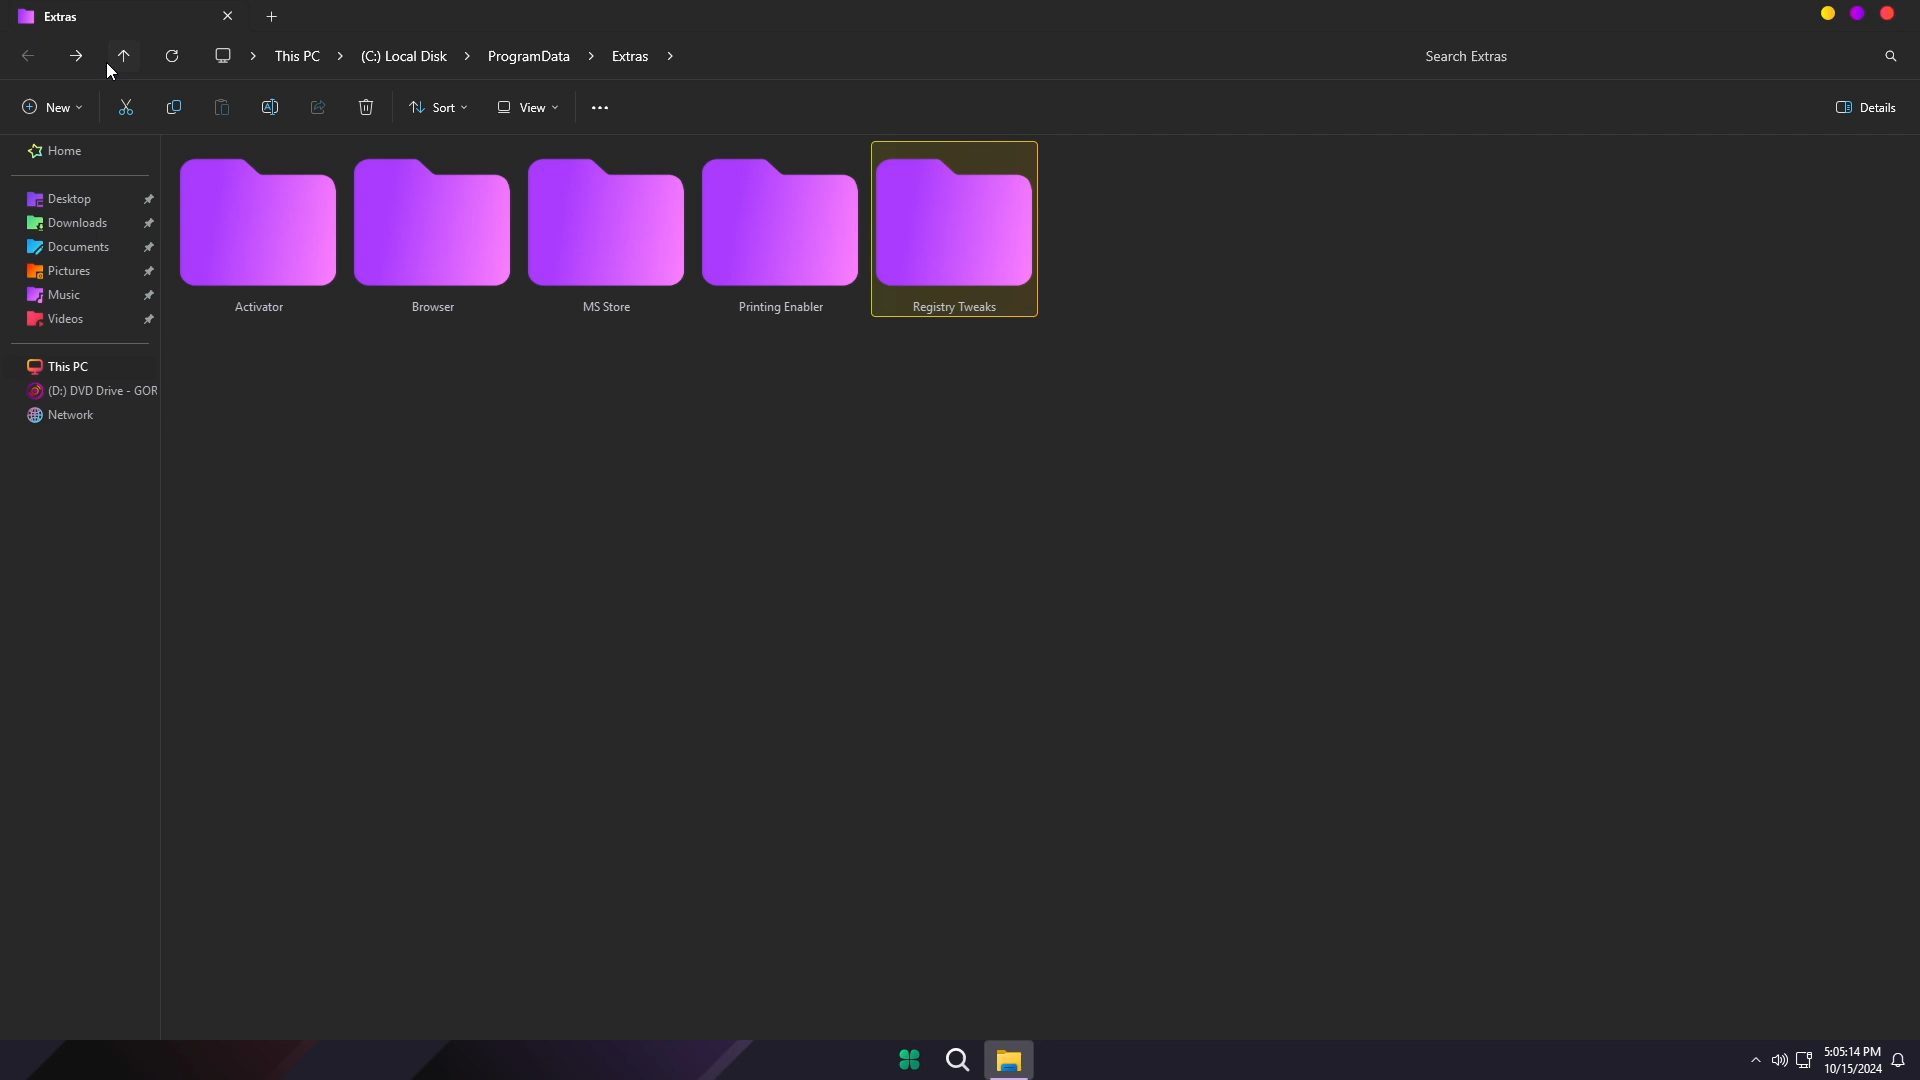 Extras
This PC
(C:) Local Disk
ProgramData
Extras
Search Extras
New
Sort
View
Details
Home
Desktop
Downloads
Documents
Pictures
Music
Videos
This PC
(D:) DVD Drive - GOR
Network
Activator
Browser
MS Store
Printing Enabler
Registry Tweaks
5:05:14 PM
10/15/2024